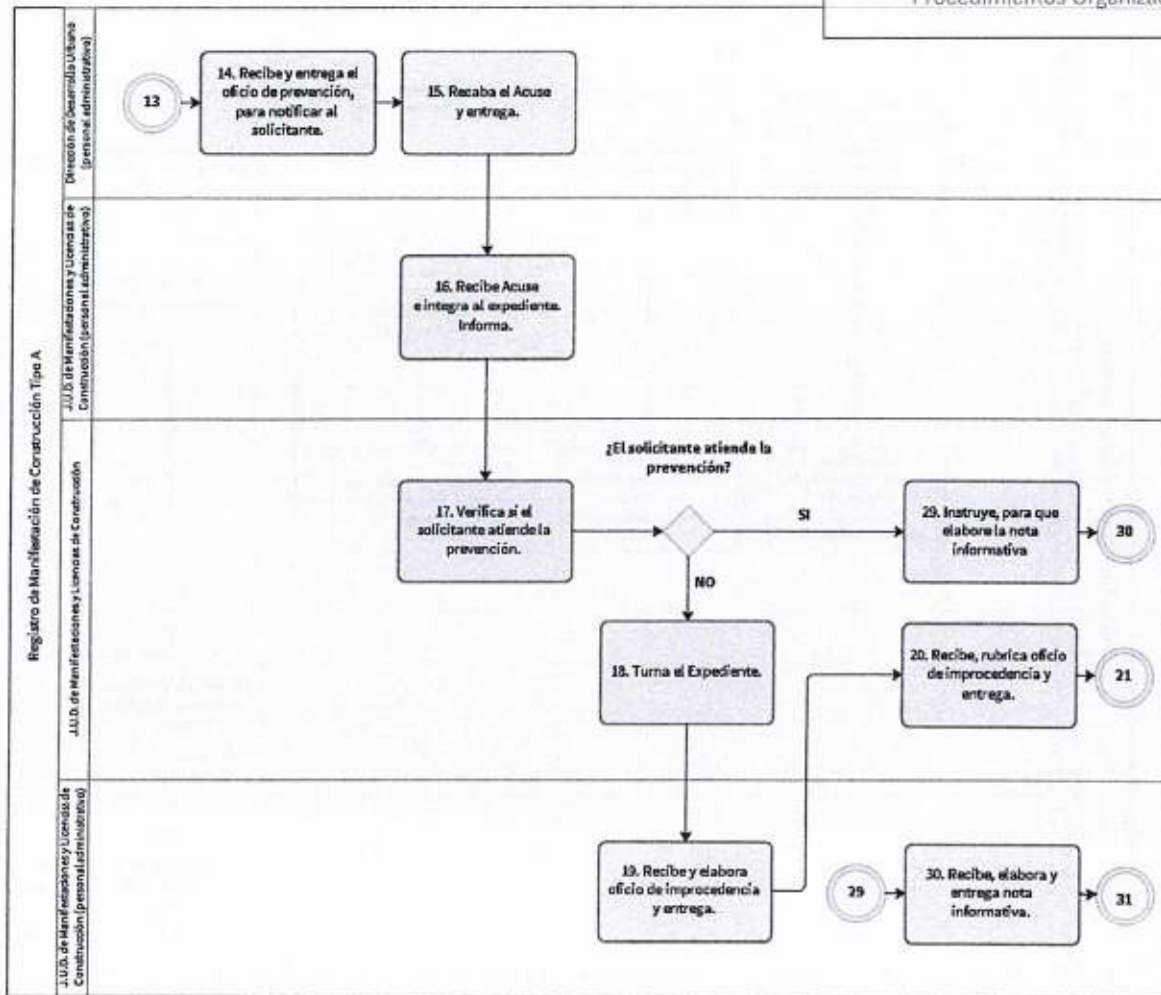 Procedimientos Organizac
Registro de Manifestación de Construcción Tipo A
Dirección de Desarrollo Urbano
(personal administrativo)
13
14. Recibe y entrega el
oficio de prevención,
para notificar al
solicitante.
15. Recaba el Acuse
y entrega.
J.U.D. de Manifestaciones y Licencias de
Construcción (personal administrativo)
16. Recibe Acuse
e integra al expediente.
Informa.
J.U.D. de Manifestaciones y Licencias de Construcción
¿El solicitante atiende la
prevención?
17. Verifica si el
solicitante atiende la
prevención.
SI
29. Instruye, para que
elabore la nota
informativa
30
NO
18. Turna el Expediente.
20. Recibe, rubrica oficio
de improcedencia y
entrega.
21
J.U.D. de Manifestaciones y Licencias de
Construcción (personal administrativo)
19. Recibe y elabora
oficio de improcedencia
y entrega.
29
30. Recibe, elabora y
entrega nota
informativa.
31